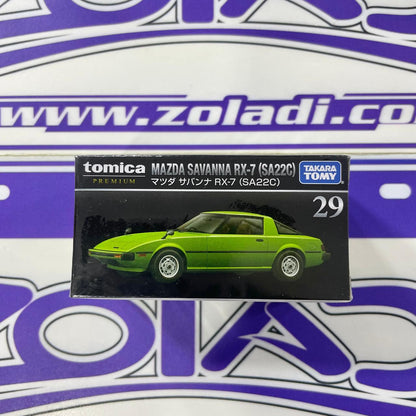 www.zoladi.co
tomica
PREMIUM
MAZDA SAVANNA RX-7 (SA22C)
マツダ サバンナ RX-7 (SA22C)
TAKARA
TOMY
29